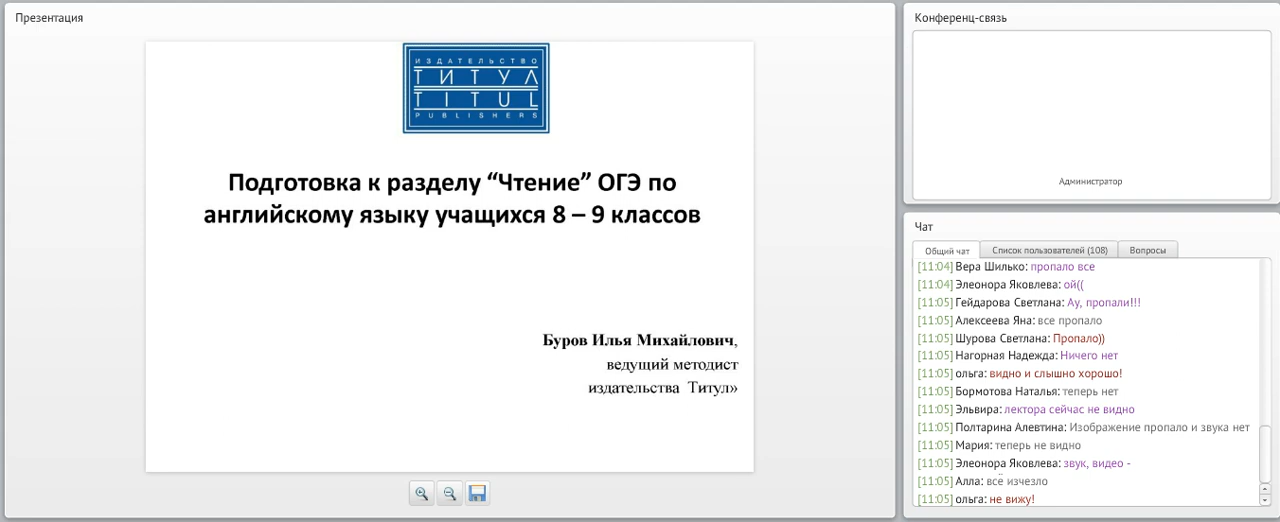 Презентация
ИЗДАТЕЛЬСТВО
ТИТУЛ
TITUL
PUBLISHERS
Подготовка к разделу “Чтение” ОГЭ по
английскому языку учащихся 8 – 9 классов
Буров Илья Михайлович,
ведущий методист
издательства Титул»
Конференц-связь
Администратор
Чат
Общий чат Список пользователей (108) Вопросы
[11:04] Вера Шилько: пропало все
[11:04] Элеонора Яковлева: ой((
[11:05] Гейдарова Светлана: Ау, пропали!!!
[11:05] Алексеева Яна: все пропало
[11:05] Шурова Светлана: Пропало))
[11:05] Нагорная Надежда: Ничего нет
[11:05] ольга: видно и слышно хорошо!
[11:05] Бормотова Наталья: теперь нет
[11:05] Эльвира: лектора сейчас не видно
[11:05] Полтарина Алевтина: Изображение пропало и звука нет
[11:05] Мария: теперь не видно
[11:05] Элеонора Яковлева: звук, видео -
[11:05] Алла: всё изчезло
[11:05] ольга: не вижу!